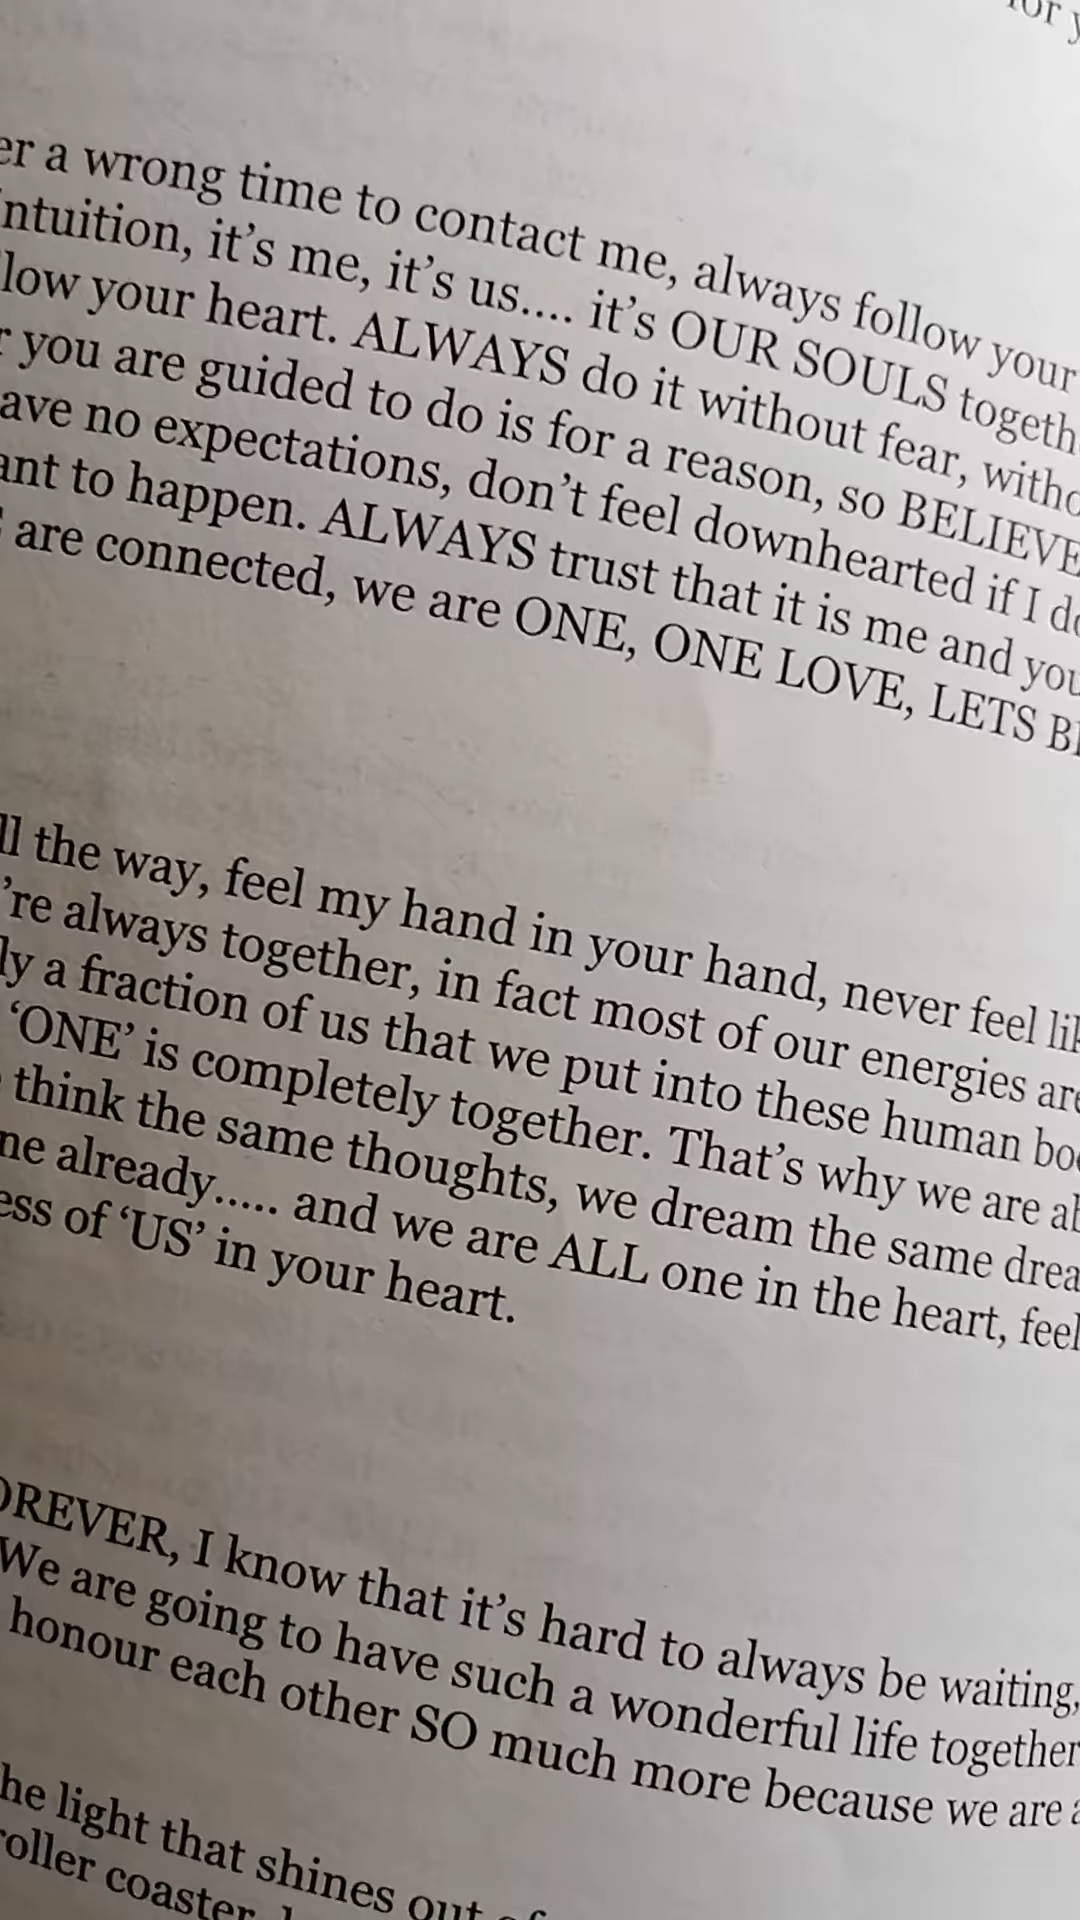 a wrong time to contact me, always follow your
ntuition, it's me, it's us.... it's OUR SOULS togeth
low your heart. ALWAYS do it without fear, witho
you are guided to do is for a reason, so BELIEVE
ave no expectations, don't feel downhearted if I do
ant to happen. ALWAYS trust that it is me and you
are connected, we are ONE, ONE LOVE, LETS
ll the way, feel my hand in your hand, never feel
're always together, in fact most of our energies are
ly a fraction of us that we put into these human
'ONE' is completely together. That's why we are
think the same thoughts, we dream the same drea
ne already..... and we are ALL one in the heart, feel
ess of 'US' in your heart.
OREVER, I know that it's hard to always be waiting,
We are going to have such a wonderful life together
honour each other SO much more because we are
he light that shines out of
roller coaster